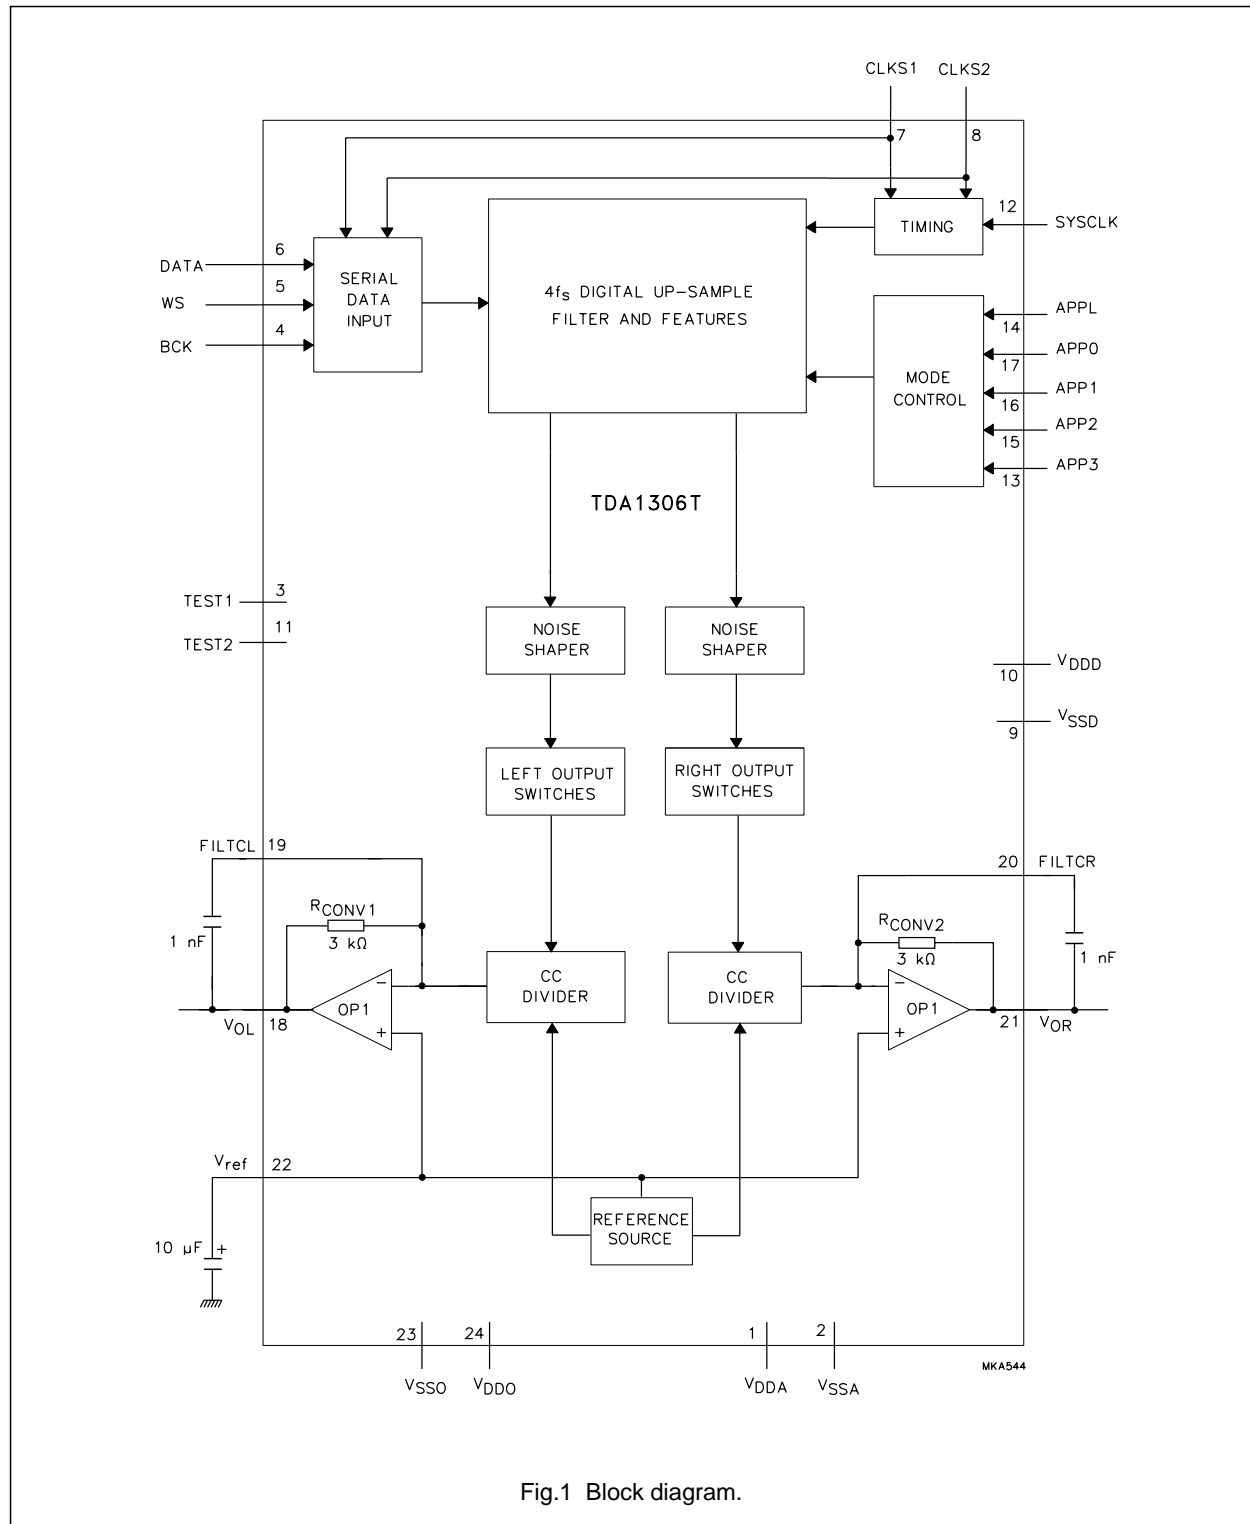 CLKS1 CLKS2
7 8
12 SYSCLK
TIMING
DATA 6
WS 5
BCK 4
SERIAL
DATA
INPUT
4fs DIGITAL UP-SAMPLE
FILTER AND FEATURES
MODE
CONTROL
APPL
14
APP0
17
APP1
16
APP2
15
APP3
13
TDA1306T
TEST1 3
TEST2 11
NOISE
SHAPER
NOISE
SHAPER
VDDD
10
VSSD
9
LEFT OUTPUT
SWITCHES
RIGHT OUTPUT
SWITCHES
FILTCL 19
20 FILTCR
RCONV1
3 kΩ
1 nF
RCONV2
3 kΩ
1 nF
CC
DIVIDER
CC
DIVIDER
− OP1 +
− OP1 +
VOL 18
21 VOR
Vref 22
REFERENCE
SOURCE
10 µF +
23 24 1 2
VSSO VDDO VDDA VSSA
MKA544
Fig.1 Block diagram.